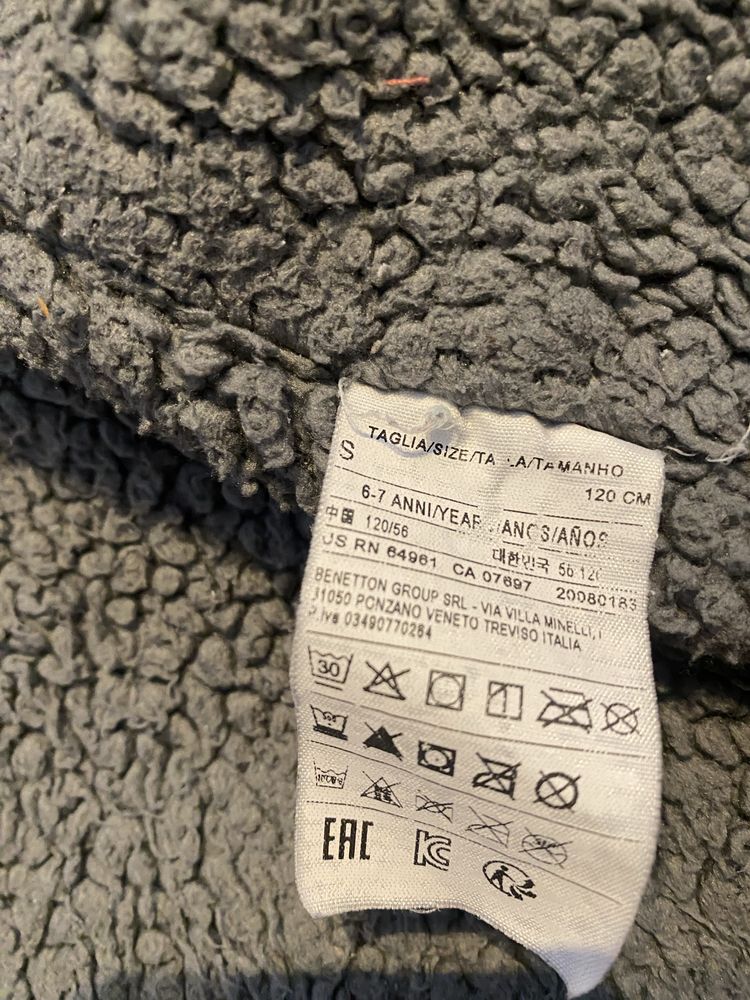 TAGLIA/SIZE/TA LA/TAMANHO
S 120 CM
6-7 ANNI/YEAR /ANOS/AÑOS
中国 120/56 대한민국 56 120
US RN 64961 CA 07697 20080183
BENETTON GROUP SRL - VIA VILLA MINELLI, 1
31050 PONZANO VENETO TREVISO ITALIA
P.Iva 03490770264
30
EAC